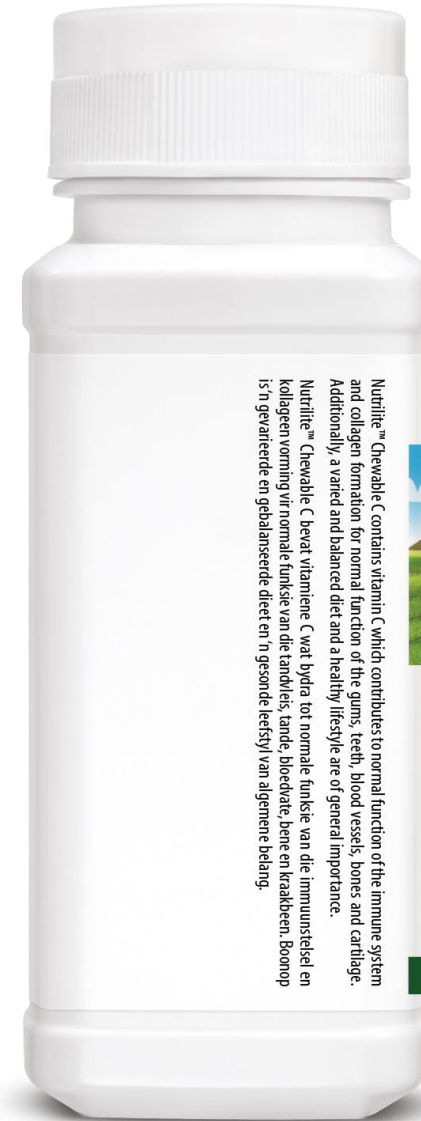 Nutrilite™ Chewable C contains vitamin C which contributes to normal function of the immune system
and collagen formation for normal function of the gums, teeth, blood vessels, bones and cartilage.
Additionally, a varied and balanced diet and a healthy lifestyle are of general importance.
Nutrilite™ Chewable C bevat vitamiene C wat bydra tot normale funksie van die immuunstelsel en
kollageen vorming vir normale funksie van die tandvleis, tande, bloedvate, bene en kraakbeen. Boonop
is 'n gevarieerde en gebalanseerde dieet en 'n gesonde leefstyl van algemene belang.